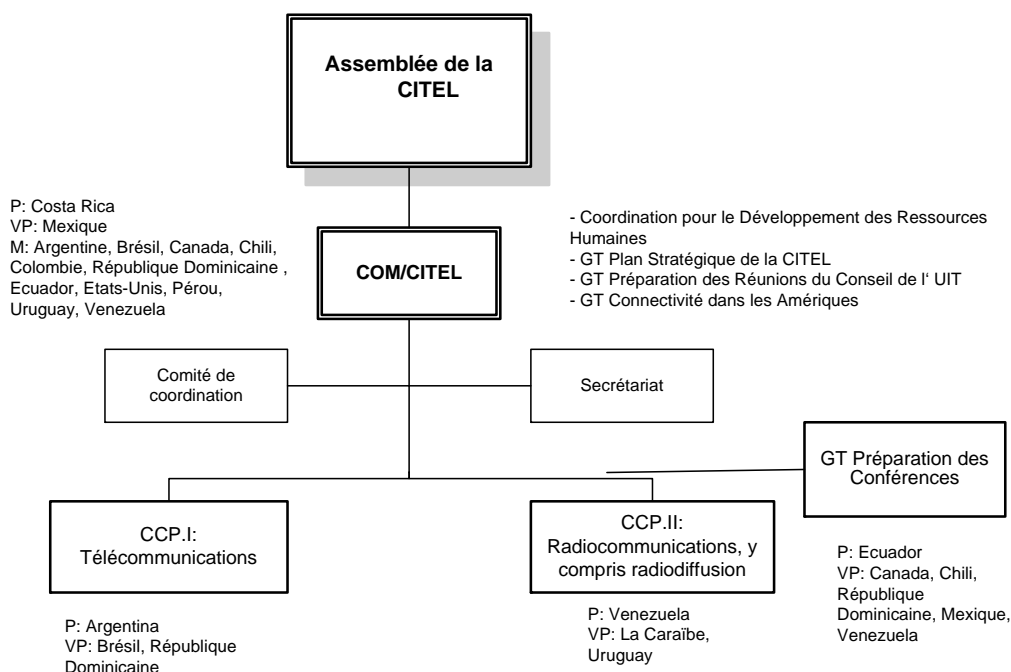 Assemblée de la
CITEL
P: Costa Rica
VP: Mexique
M: Argentine, Brésil, Canada, Chili,
Colombie, République Dominicaine ,
Ecuador, Etats-Unis, Pérou,
Uruguay, Venezuela
COM/CITEL
- Coordination pour le Développement des Ressources
Humaines
- GT Plan Stratégique de la CITEL
- GT Préparation des Réunions du Conseil de l‘ UIT
- GT Connectivité dans les Amériques
Comité de
coordination
Secrétariat
GT Préparation des
Conférences
CCP.I:
Télécommunications
CCP.II:
Radiocommunications, y
compris radiodiffusion
P: Ecuador
VP: Canada, Chili,
République
Dominicaine, Mexique,
Venezuela
P: Argentina
VP: Brésil, République
Dominicaine
P: Venezuela
VP: La Caraïbe,
Uruguay